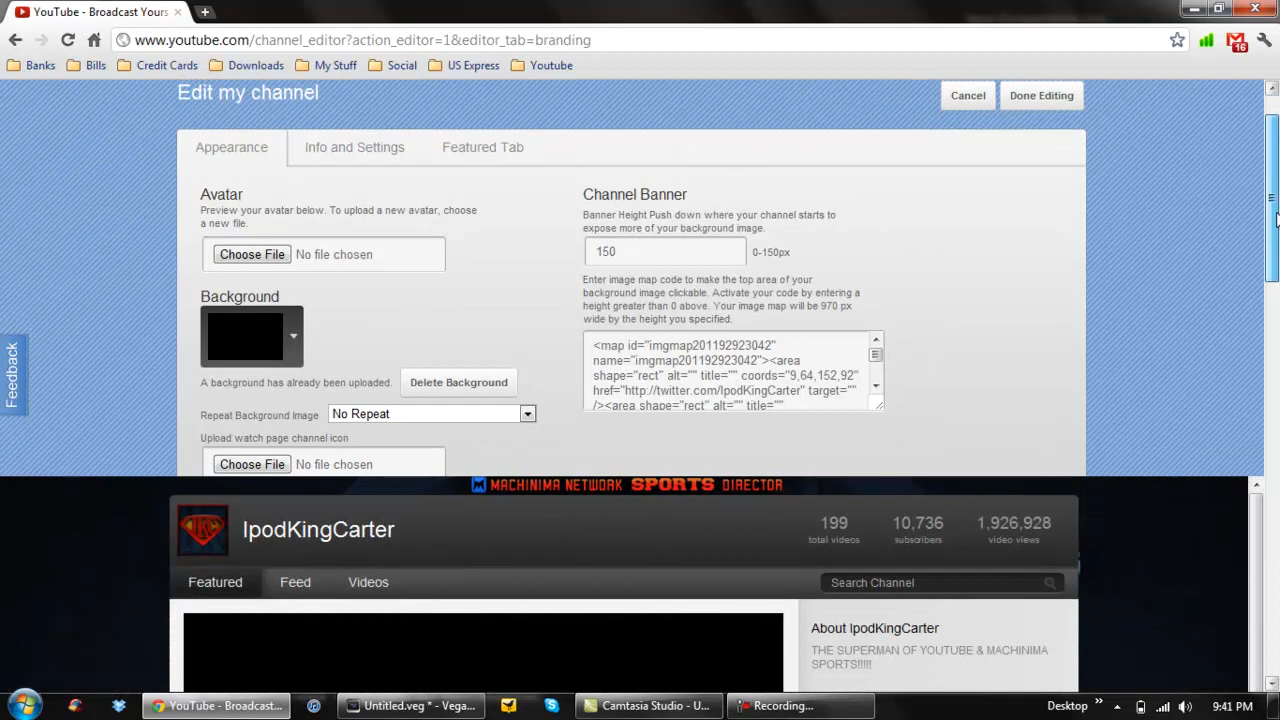 YouTube - Broadcast Yours
www.youtube.com/channel_editor?action_editor=1&editor_tab=branding
16
Banks
Bills
Credit Cards
Downloads
My Stuff
Social
US Express
Youtube
Edit my channel
Cancel
Done Editing
Appearance
Info and Settings
Featured Tab
Avatar
Preview your avatar below. To upload a new avatar, choose
a new file.
Choose File No file chosen
Background
A background has already been uploaded.
Delete Background
Repeat Background Image
No Repeat
Upload watch page channel icon
Choose File No file chosen
Channel Banner
Banner Height Push down where your channel starts to
expose more of your background image.
150
0-150px
Enter image map code to make the top area of your
background image clickable. Activate your code by entering a
height greater than 0 above. Your image map will be 970 px
wide by the height you specified.
<map id="imgmap201192923042"
name="imgmap201192923042"><area
shape="rect" alt="" title="" coords="9,64,152,92"
href="http://twitter.com/IpodKingCarter" target=""
/><area shape="rect" alt="" title=""
Feedback
MACHINIMA NETWORK SPORTS DIRECTOR
IpodKingCarter
199
total videos
10,736
subscribers
1,926,928
video views
Featured
Feed
Videos
Search Channel
About IpodKingCarter
THE SUPERMAN OF YOUTUBE & MACHINIMA
SPORTS!!!!!
YouTube - Broadcast...
Untitled.veg * - Vega...
Camtasia Studio - U...
Recording...
Desktop
9:41 PM